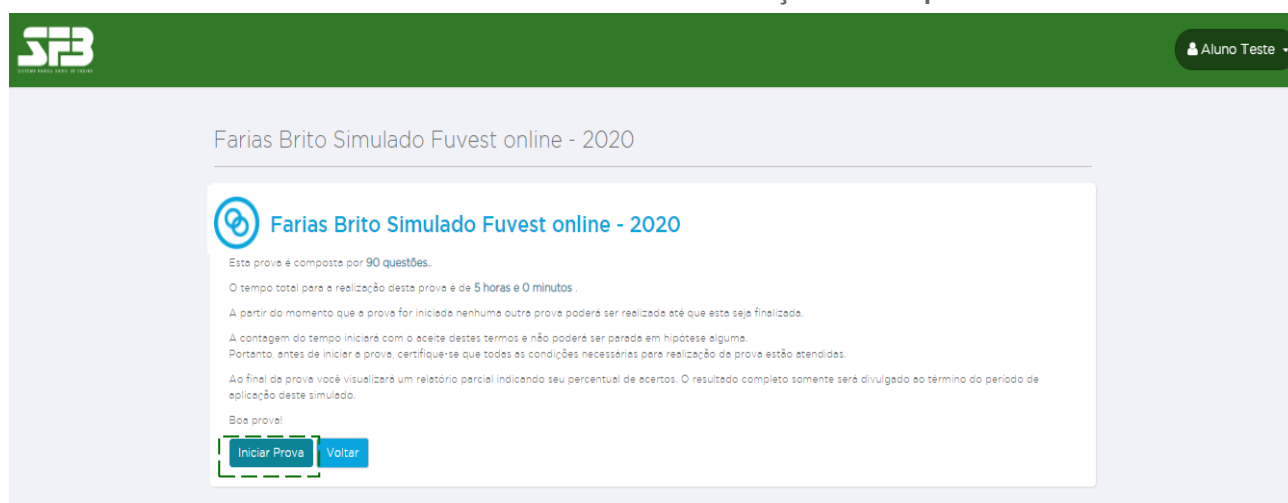 SFB
Aluno Teste
Farias Brito Simulado Fuvest online - 2020
Farias Brito Simulado Fuvest online - 2020
Esta prova é composta por 90 questões..
O tempo total para a realização desta prova é de 5 horas e 0 minutos .
A partir do momento que a prova for iniciada nenhuma outra prova poderá ser realizada até que esta seja finalizada.
A contagem do tempo iniciará com o aceite destes termos e não poderá ser parada em hipótese alguma.
Portanto, antes de iniciar a prova, certifique-se que todas as condições necessárias para realização da prova estão atendidas.
Ao final da prova você visualizará um relatório parcial indicando seu percentual de acertos. O resultado completo somente será divulgado ao término do período de
aplicação deste simulado.
Boa prova!
Iniciar Prova Voltar